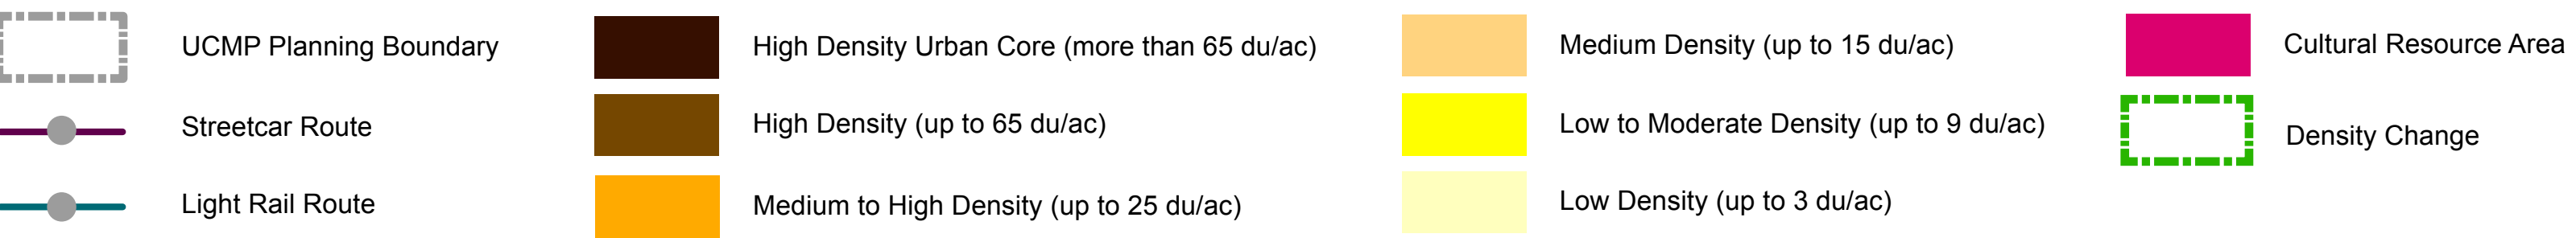 UCMP Planning Boundary
Streetcar Route
Light Rail Route
High Density Urban Core (more than 65 du/ac)
High Density (up to 65 du/ac)
Medium to High Density (up to 25 du/ac)
Medium Density (up to 15 du/ac)
Low to Moderate Density (up to 9 du/ac)
Low Density (up to 3 du/ac)
Cultural Resource Area
Density Change